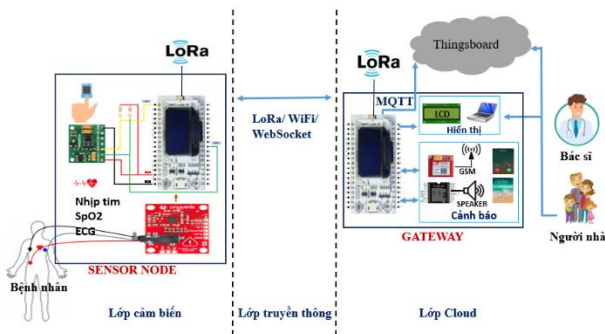 LoRa
Nhịp tim
SpO2
ECG
SENSOR NODE
Bệnh nhân
Lớp cảm biến
LoRa/ WiFi/
WebSocket
Lớp truyền thông
LoRa
Thingsboard
MQTT
LCD
Hiển thị
GSM
SPEAKER
Cảnh báo
GATEWAY
Lớp Cloud
Bác sĩ
Người nhà